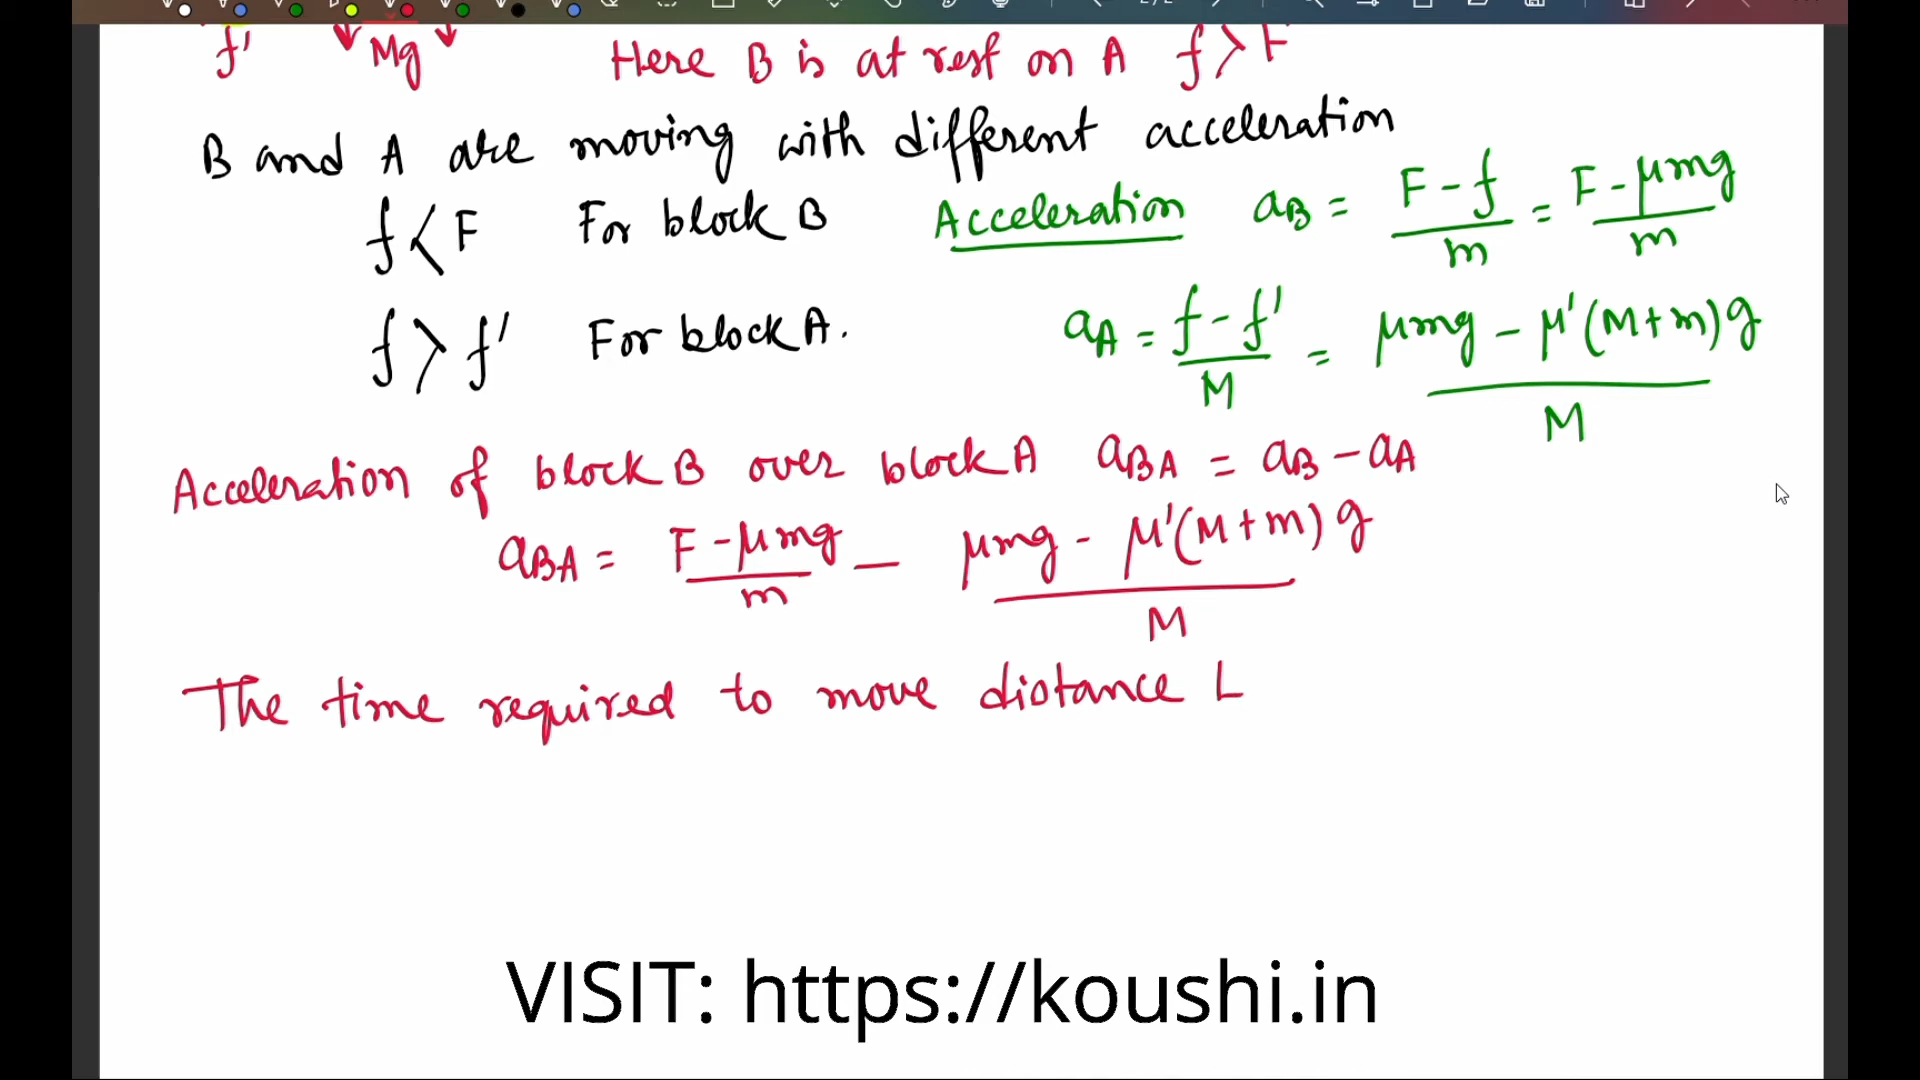 f' Mg Here B is at rest on A f > F
B and A are moving with different acceleration
f < F For block B Acceleration aB = F - f / m = F - μmg / m
f > f' For block A. aA = f - f' / M = μmg - μ'(M+m)g / M
Acceleration of block B over block A aBA = aB - aA
aBA = F - μmg / m - μmg - μ'(M+m)g / M
The time required to move distance L
VISIT: https://koushi.in